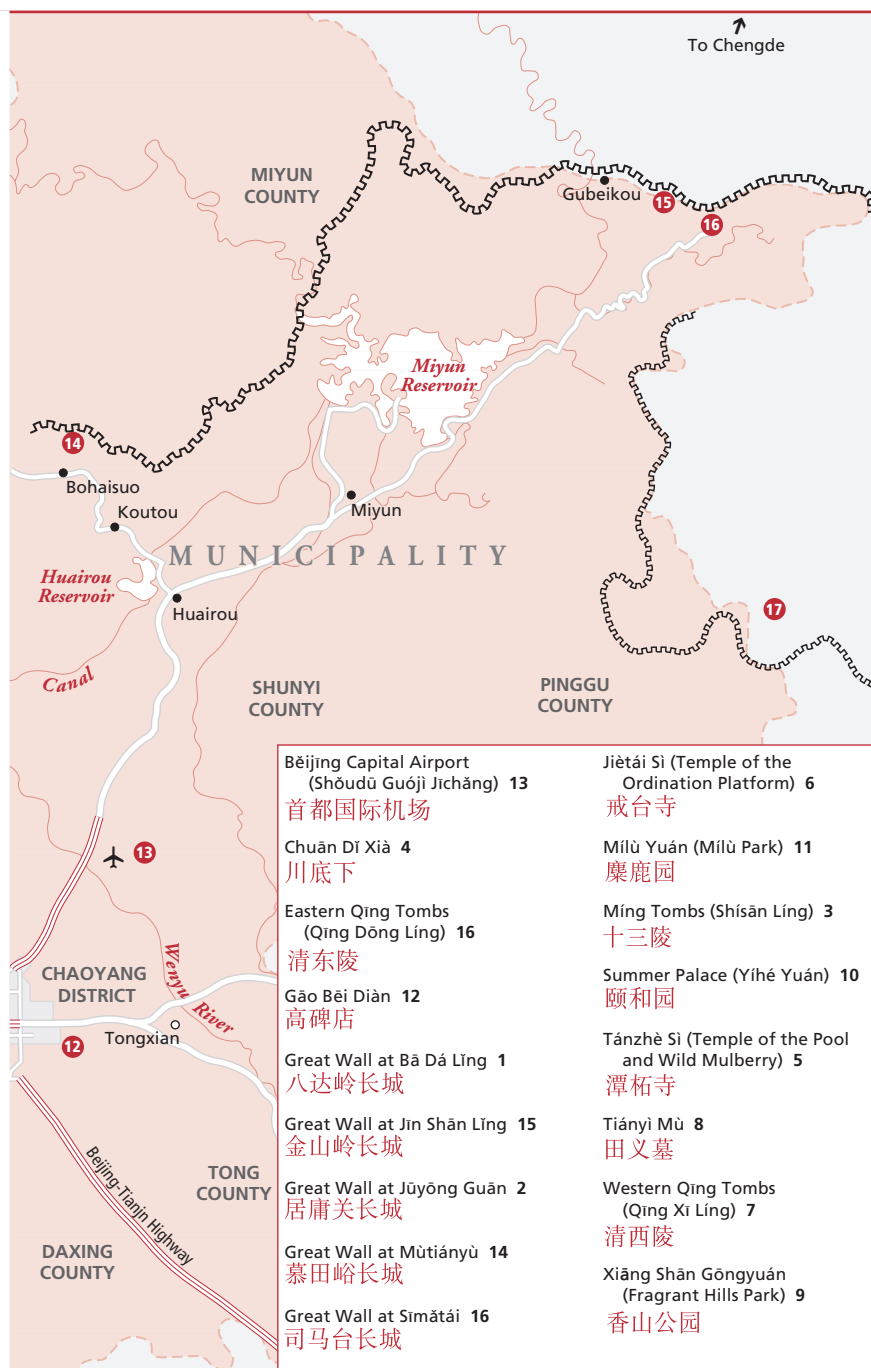 To Chengde
MIYUN
COUNTY
Gubeikou
15
16
Miyun
Reservoir
14
Bohaisuo
Koutou
Miyun
MUNICIPALITY
Huairou
Reservoir
Huairou
17
Canal
SHUNYI
COUNTY
PINGGU
COUNTY
13
CHAOYANG
DISTRICT
Wenyu River
Tongxian
12
Beijing-Tianjin Highway
TONG
COUNTY
DAXING
COUNTY
Běijīng Capital Airport
(Shǒudū Guójì Jīchǎng) 13
首都国际机场
Chuān Dǐ Xià 4
川底下
Eastern Qīng Tombs
(Qīng Dōng Líng) 16
清东陵
Gāo Bēi Diàn 12
高碑店
Great Wall at Bā Dá Lǐng 1
八达岭长城
Great Wall at Jīn Shān Lǐng 15
金山岭长城
Great Wall at Jūyōng Guān 2
居庸关长城
Great Wall at Mùtiányù 14
慕田峪长城
Great Wall at Sīmǎtái 16
司马台长城
Jiètái Sì (Temple of the
Ordination Platform) 6
戒台寺
Mílù Yuán (Mílù Park) 11
麋鹿园
Míng Tombs (Shísān Líng) 3
十三陵
Summer Palace (Yíhé Yuán) 10
颐和园
Tánzhè Sì (Temple of the Pool
and Wild Mulberry) 5
潭柘寺
Tiányì Mù 8
田义墓
Western Qīng Tombs
(Qīng Xī Líng) 7
清西陵
Xiāng Shān Gōngyuán
(Fragrant Hills Park) 9
香山公园